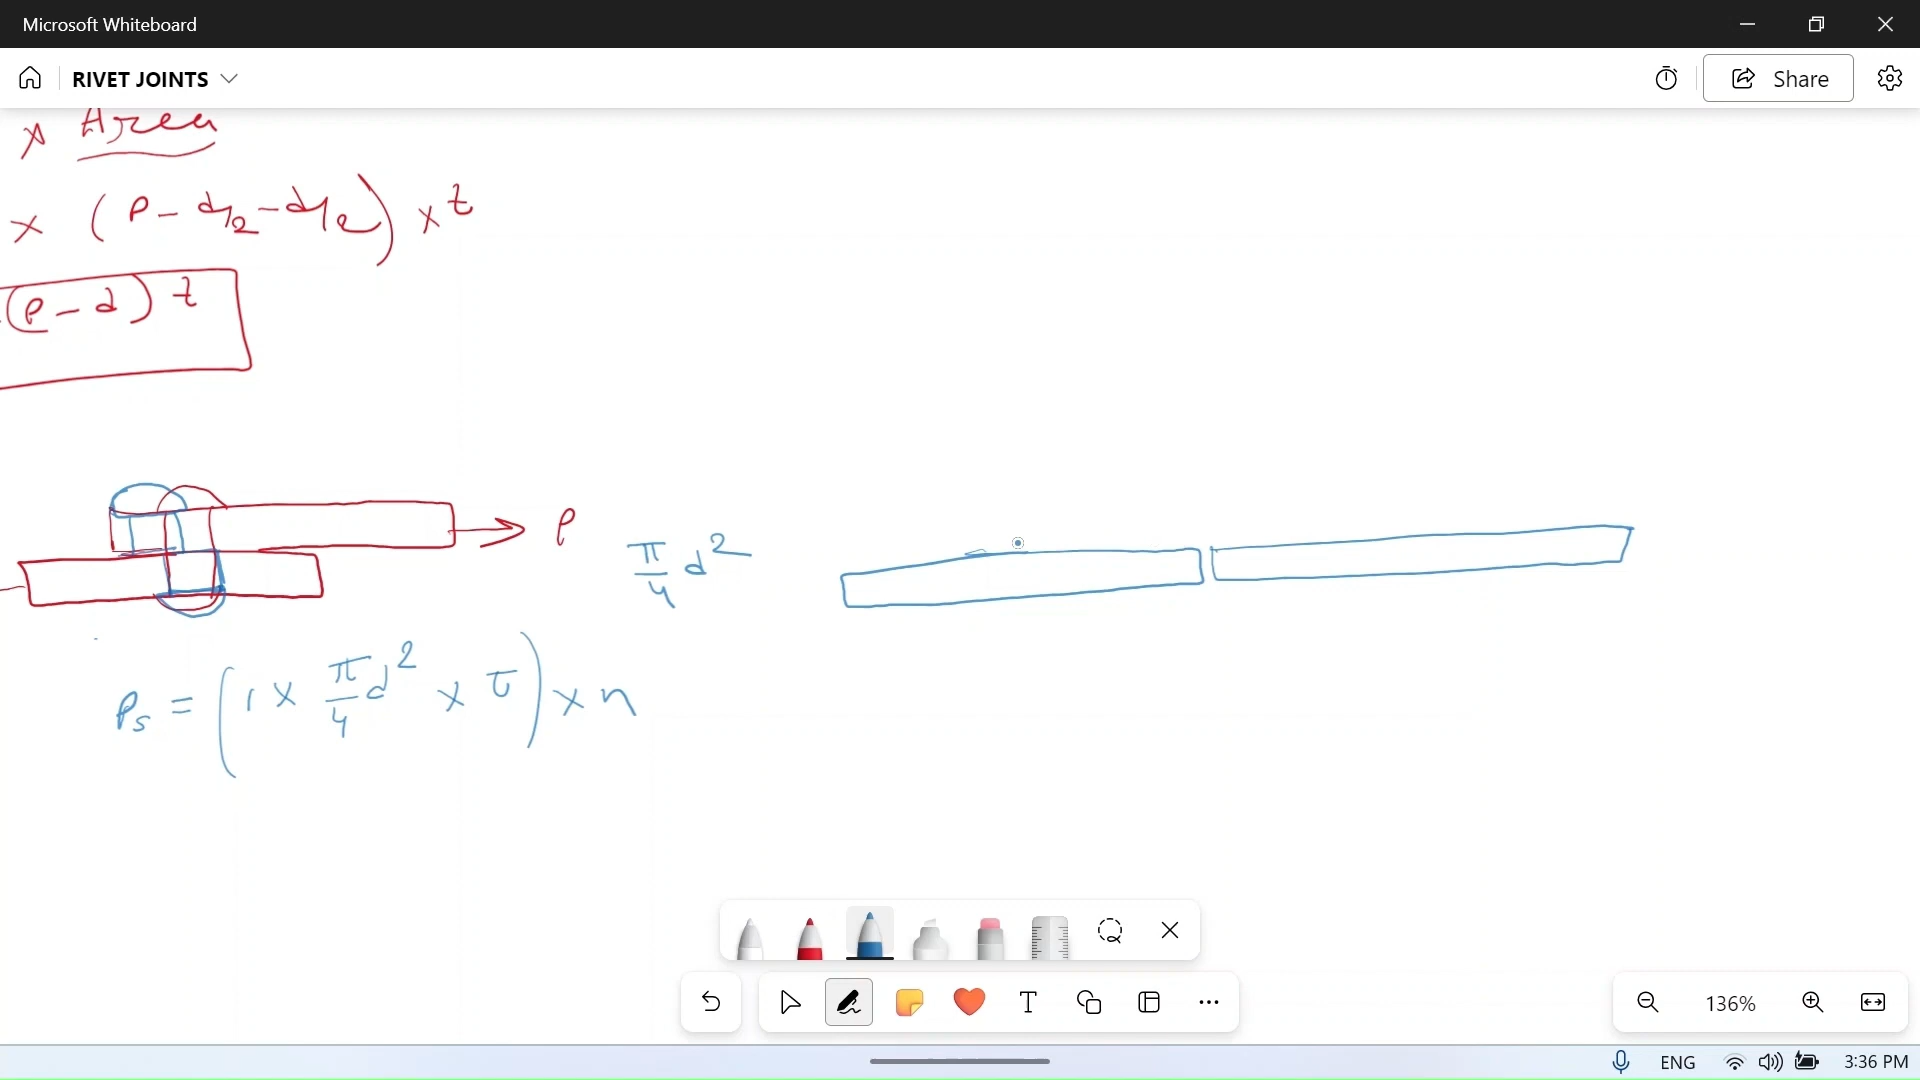 Microsoft Whiteboard
RIVET JOINTS
Share
x Area
x (P - d/2 - d/2) x t
(P - d) t
P
π/4 d²
Ps = (1 x π/4 d² x τ) x n
136%
ENG
3:36 PM